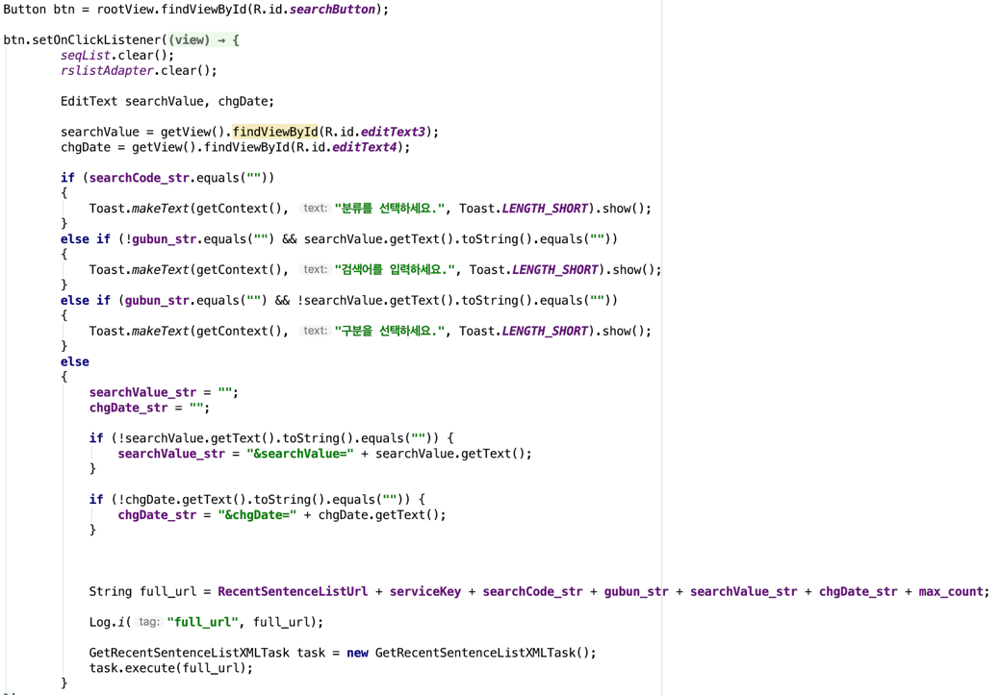 Button btn = rootView.findViewById(R.id.searchButton);
btn.setOnClickListener((view) → {
seqList.clear();
rslistAdapter.clear();
EditText searchValue, chgDate;
searchValue = getView().findViewById(R.id.editText3);
chgDate = getView().findViewById(R.id.editText4);
if (searchCode_str.equals(""))
{
Toast.makeText(getContext(), text: "분류를 선택하세요.", Toast.LENGTH_SHORT).show();
}
else if (!gubun_str.equals("") && searchValue.getText().toString().equals(""))
{
Toast.makeText(getContext(), text: "검색어를 입력하세요.", Toast.LENGTH_SHORT).show();
}
else if (gubun_str.equals("") && !searchValue.getText().toString().equals(""))
{
Toast.makeText(getContext(), text: "구분을 선택하세요.", Toast.LENGTH_SHORT).show();
}
else
{
searchValue_str = "";
chgDate_str = "";
if (!searchValue.getText().toString().equals("")) {
searchValue_str = "&searchValue=" + searchValue.getText();
}
if (!chgDate.getText().toString().equals("")) {
chgDate_str = "&chgDate=" + chgDate.getText();
}
String full_url = RecentSentenceListUrl + serviceKey + searchCode_str + gubun_str + searchValue_str + chgDate_str + max_count;
Log.i( tag: "full_url", full_url);
GetRecentSentenceListXMLTask task = new GetRecentSentenceListXMLTask();
task.execute(full_url);
}